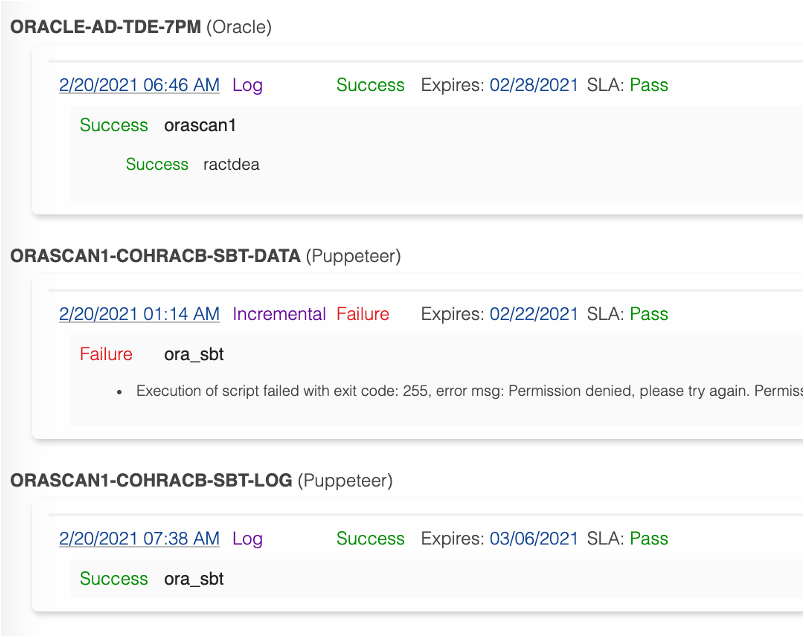 ORACLE-AD-TDE-7PM (Oracle)
2/20/2021 06:46 AM Log Success Expires: 02/28/2021 SLA: Pass
Success orascan1
Success ractdea
ORASCAN1-COHRACB-SBT-DATA (Puppeteer)
2/20/2021 01:14 AM Incremental Failure Expires: 02/22/2021 SLA: Pass
Failure ora_sbt
• Execution of script failed with exit code: 255, error msg: Permission denied, please try again. Permiss
ORASCAN1-COHRACB-SBT-LOG (Puppeteer)
2/20/2021 07:38 AM Log Success Expires: 03/06/2021 SLA: Pass
Success ora_sbt